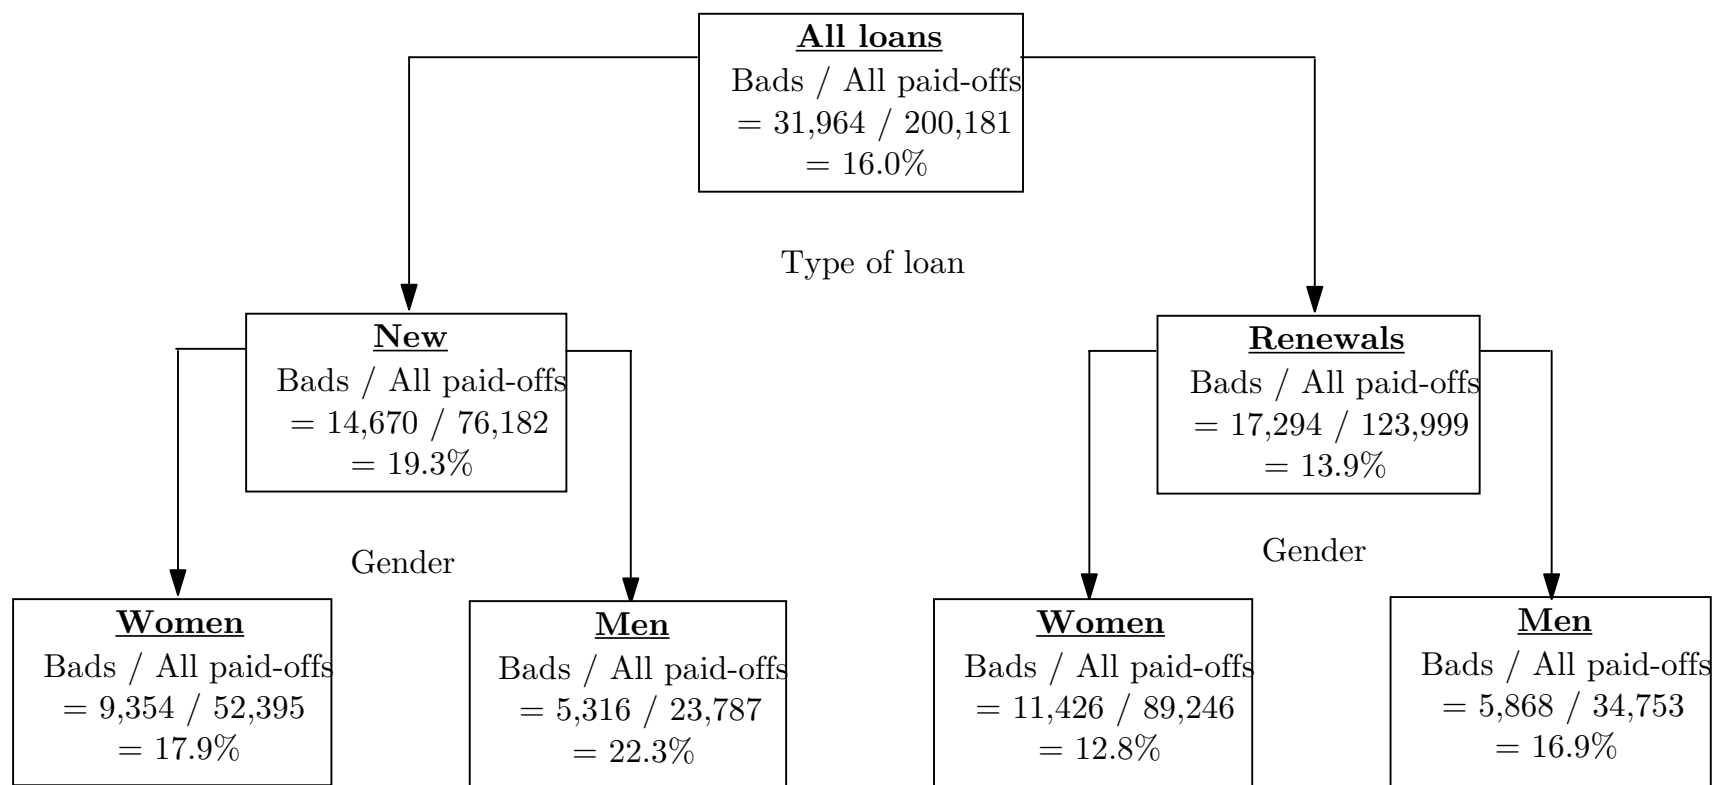 All loans
Bads / All paid-offs
= 31,964 / 200,181
= 16.0%
Type of loan
New
Bads / All paid-offs
= 14,670 / 76,182
= 19.3%
Renewals
Bads / All paid-offs
= 17,294 / 123,999
= 13.9%
Gender
Gender
Women
Bads / All paid-offs
= 9,354 / 52,395
= 17.9%
Men
Bads / All paid-offs
= 5,316 / 23,787
= 22.3%
Women
Bads / All paid-offs
= 11,426 / 89,246
= 12.8%
Men
Bads / All paid-offs
= 5,868 / 34,753
= 16.9%